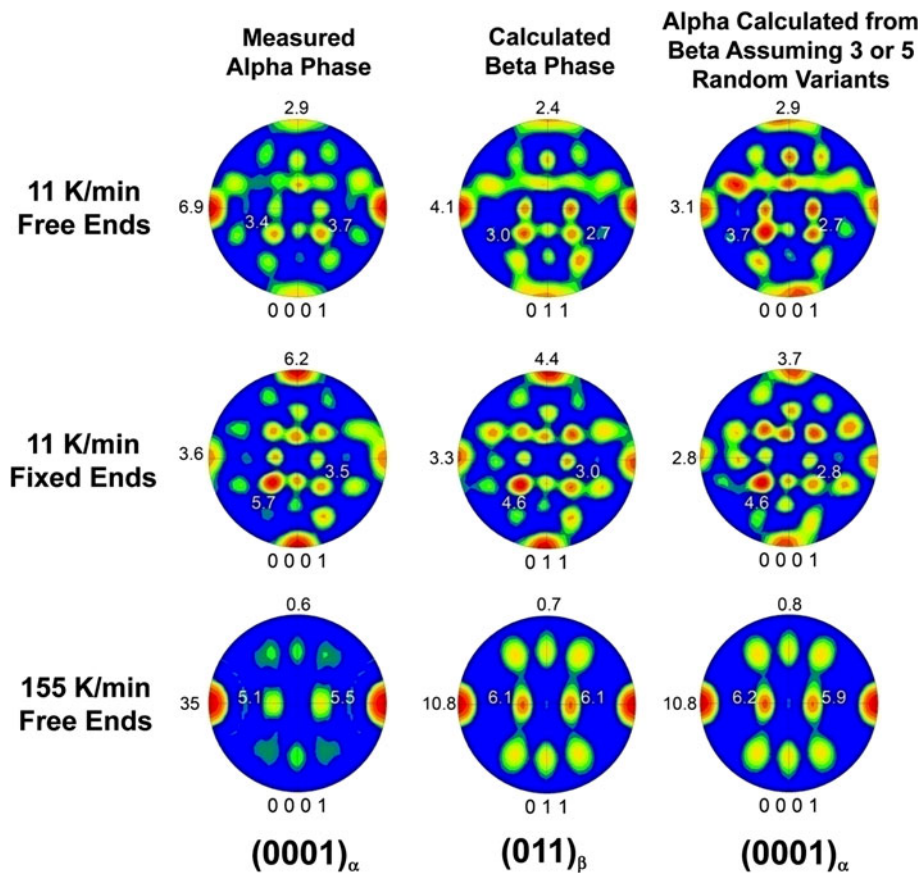 Measured
Alpha Phase
Calculated
Beta Phase
Alpha Calculated from
Beta Assuming 3 or 5
Random Variants
11 K/min
Free Ends
2.9
6.9
3.4
3.7
0 0 0 1
2.4
4.1
3.0
2.7
0 1 1
2.9
3.1
3.7
2.7
0 0 0 1
11 K/min
Fixed Ends
6.2
3.6
3.5
5.7
0 0 0 1
4.4
3.3
3.0
4.6
0 1 1
3.7
2.8
2.8
4.6
0 0 0 1
155 K/min
Free Ends
0.6
35
5.1
5.5
0 0 0 1
0.7
10.8
6.1
6.1
0 1 1
0.8
10.8
6.2
5.9
0 0 0 1
(0001)α
(011)β
(0001)α